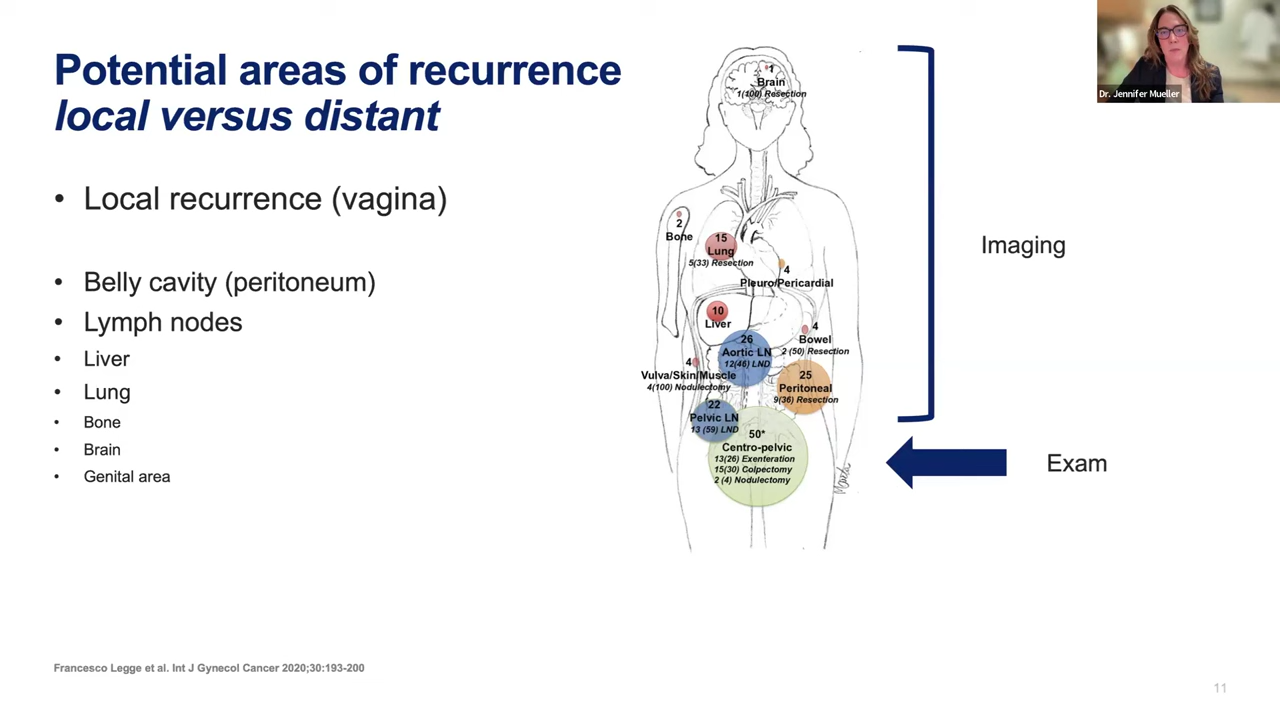 Potential areas of recurrence
local versus distant
• Local recurrence (vagina)
• Belly cavity (peritoneum)
• Lymph nodes
• Liver
• Lung
• Bone
• Brain
• Genital area
1
Brain
1(100) Resection
2
Bone
15
Lung
5(33) Resection
4
Pleuro/Pericardial
10
Liver
4
Bowel
2 (50) Resection
26
Aortic LN
12(46) LND
4
Vulva/Skin/Muscle
4(100) Nodulectomy
25
Peritoneal
9(36) Resection
22
Pelvic LN
13 (59) LND
50*
Centro-pelvic
13(26) Exenteration
15(30) Colpectomy
2 (4) Nodulectomy
Imaging
Exam
Dr. Jennifer Mueller
Francesco Legge et al. Int J Gynecol Cancer 2020;30:193-200
11